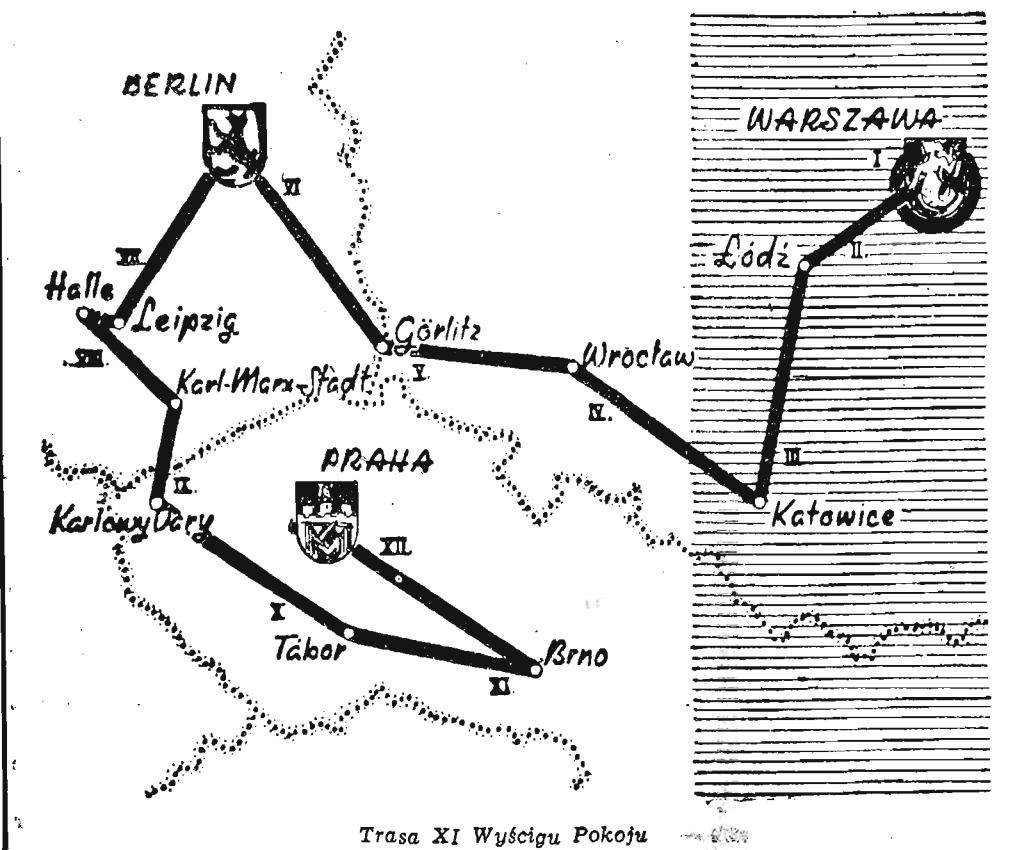 BERLIN
WARSZAWA
I
VI
II.
Łódź
VII.
Halle
Leipzig
Görlitz
Wrocław
VIII.
V.
Karl-Marx-Stadt
IV.
III.
PRAHA
IX.
Karlowy Vary
Katowice
XII.
X
Tábor
Brno
XI.
Trasa XI Wyścigu Pokoju